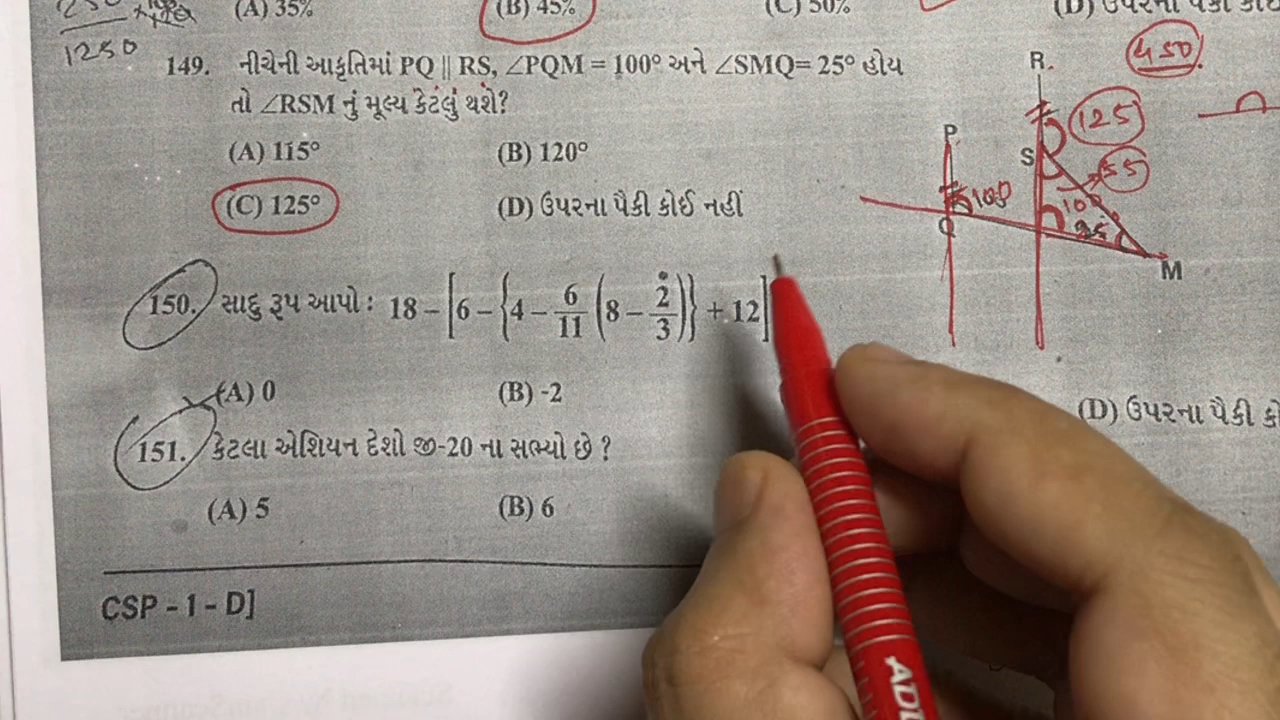 (A) 35% (B) 45% (C) 50%
1250
149. નીચેની આકૃતિમાં PQ || RS, ∠PQM = 100° અને ∠SMQ= 25° હોય
તો ∠RSM નું મૂલ્ય કેટલું થશે?
(A) 115° (B) 120°
(C) 125° (D) ઉપરના પૈકી કોઈ નહીં
450
R
125
P
S
55
100
100
Q
25
M
150. સાદુ રૂપ આપો : 18 – [6 – {4 – 6/11 (8 – 2/3)} + 12]
(A) 0 (B) -2
(D) ઉપરના પૈકી
151. કેટલા એશિયન દેશો જી-20 ના સભ્યો છે ?
(A) 5 (B) 6
CSP - 1 - D]